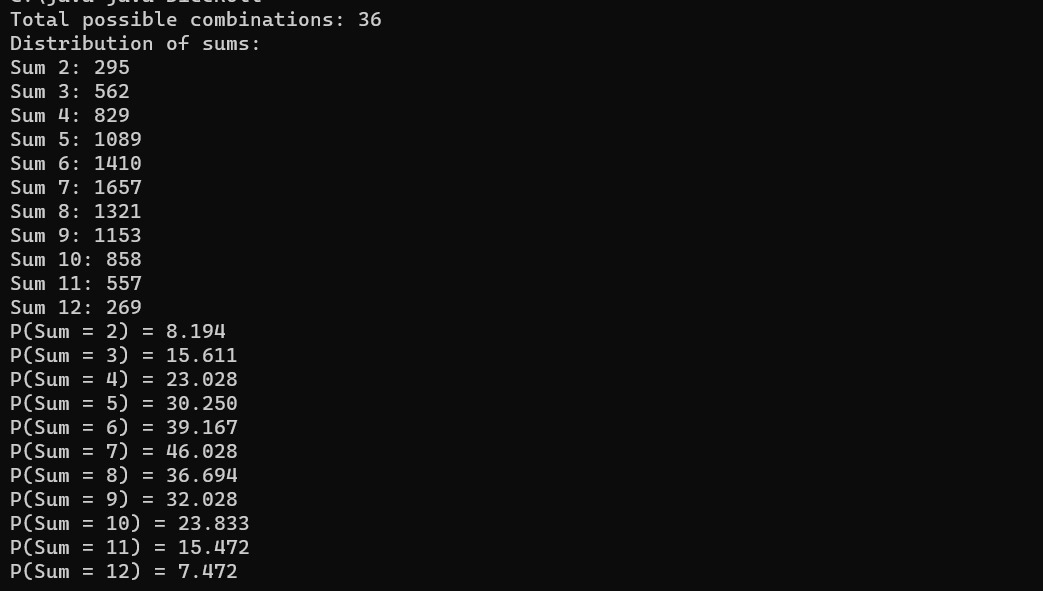 Total possible combinations: 36
Distribution of sums:
Sum 2: 295
Sum 3: 562
Sum 4: 829
Sum 5: 1089
Sum 6: 1410
Sum 7: 1657
Sum 8: 1321
Sum 9: 1153
Sum 10: 858
Sum 11: 557
Sum 12: 269
P(Sum = 2) = 8.194
P(Sum = 3) = 15.611
P(Sum = 4) = 23.028
P(Sum = 5) = 30.250
P(Sum = 6) = 39.167
P(Sum = 7) = 46.028
P(Sum = 8) = 36.694
P(Sum = 9) = 32.028
P(Sum = 10) = 23.833
P(Sum = 11) = 15.472
P(Sum = 12) = 7.472